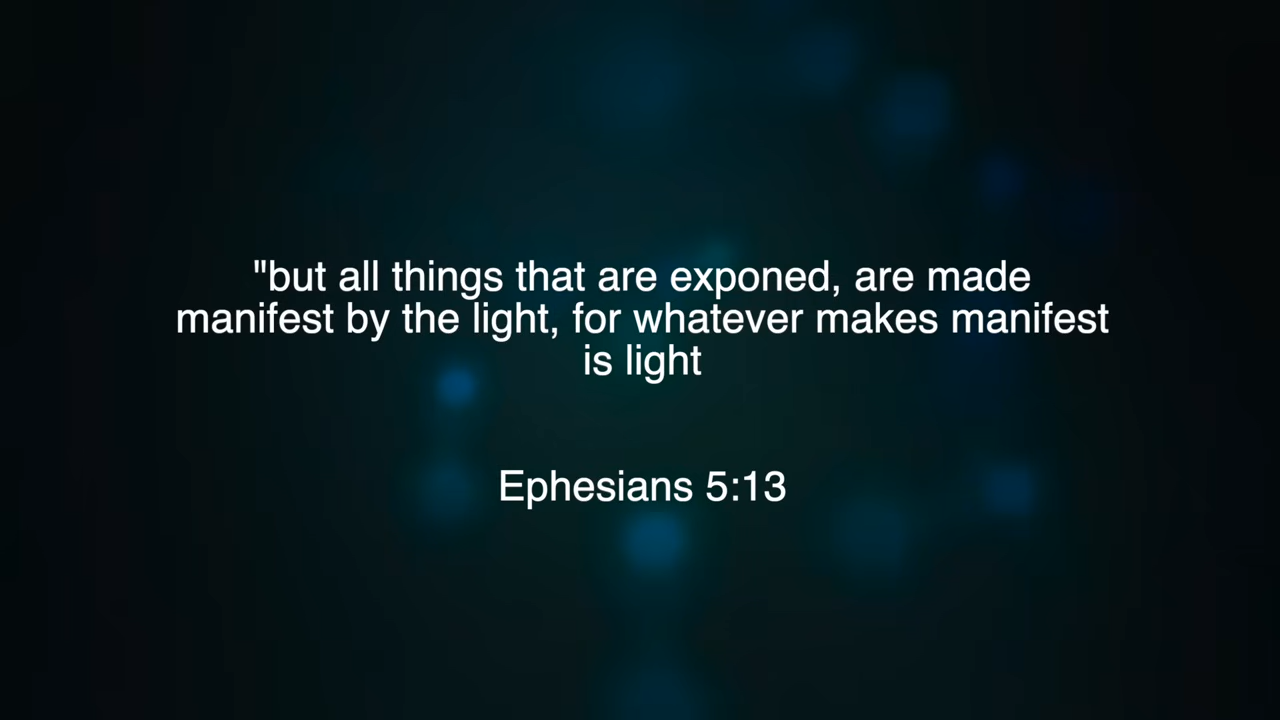 "but all things that are exponed, are made
manifest by the light, for whatever makes manifest
is light
Ephesians 5:13